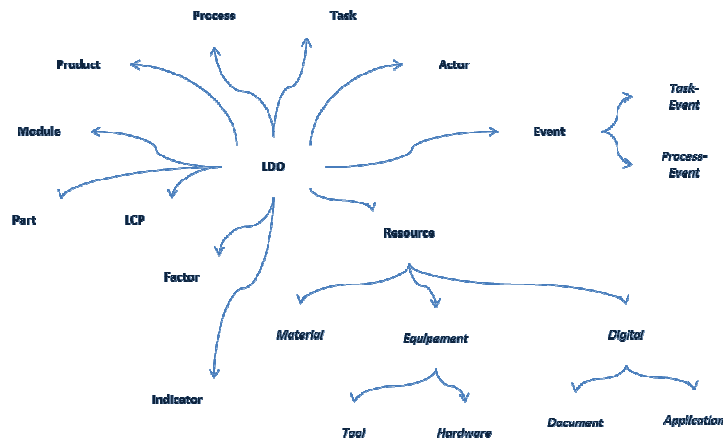 Process
Task
Product
Actor
Task-
Event
Module
Event
Process-
Event
LDO
Part
LCP
Resource
Factor
Material
Equipement
Digital
Indicator
Tool
Hardware
Document
Application